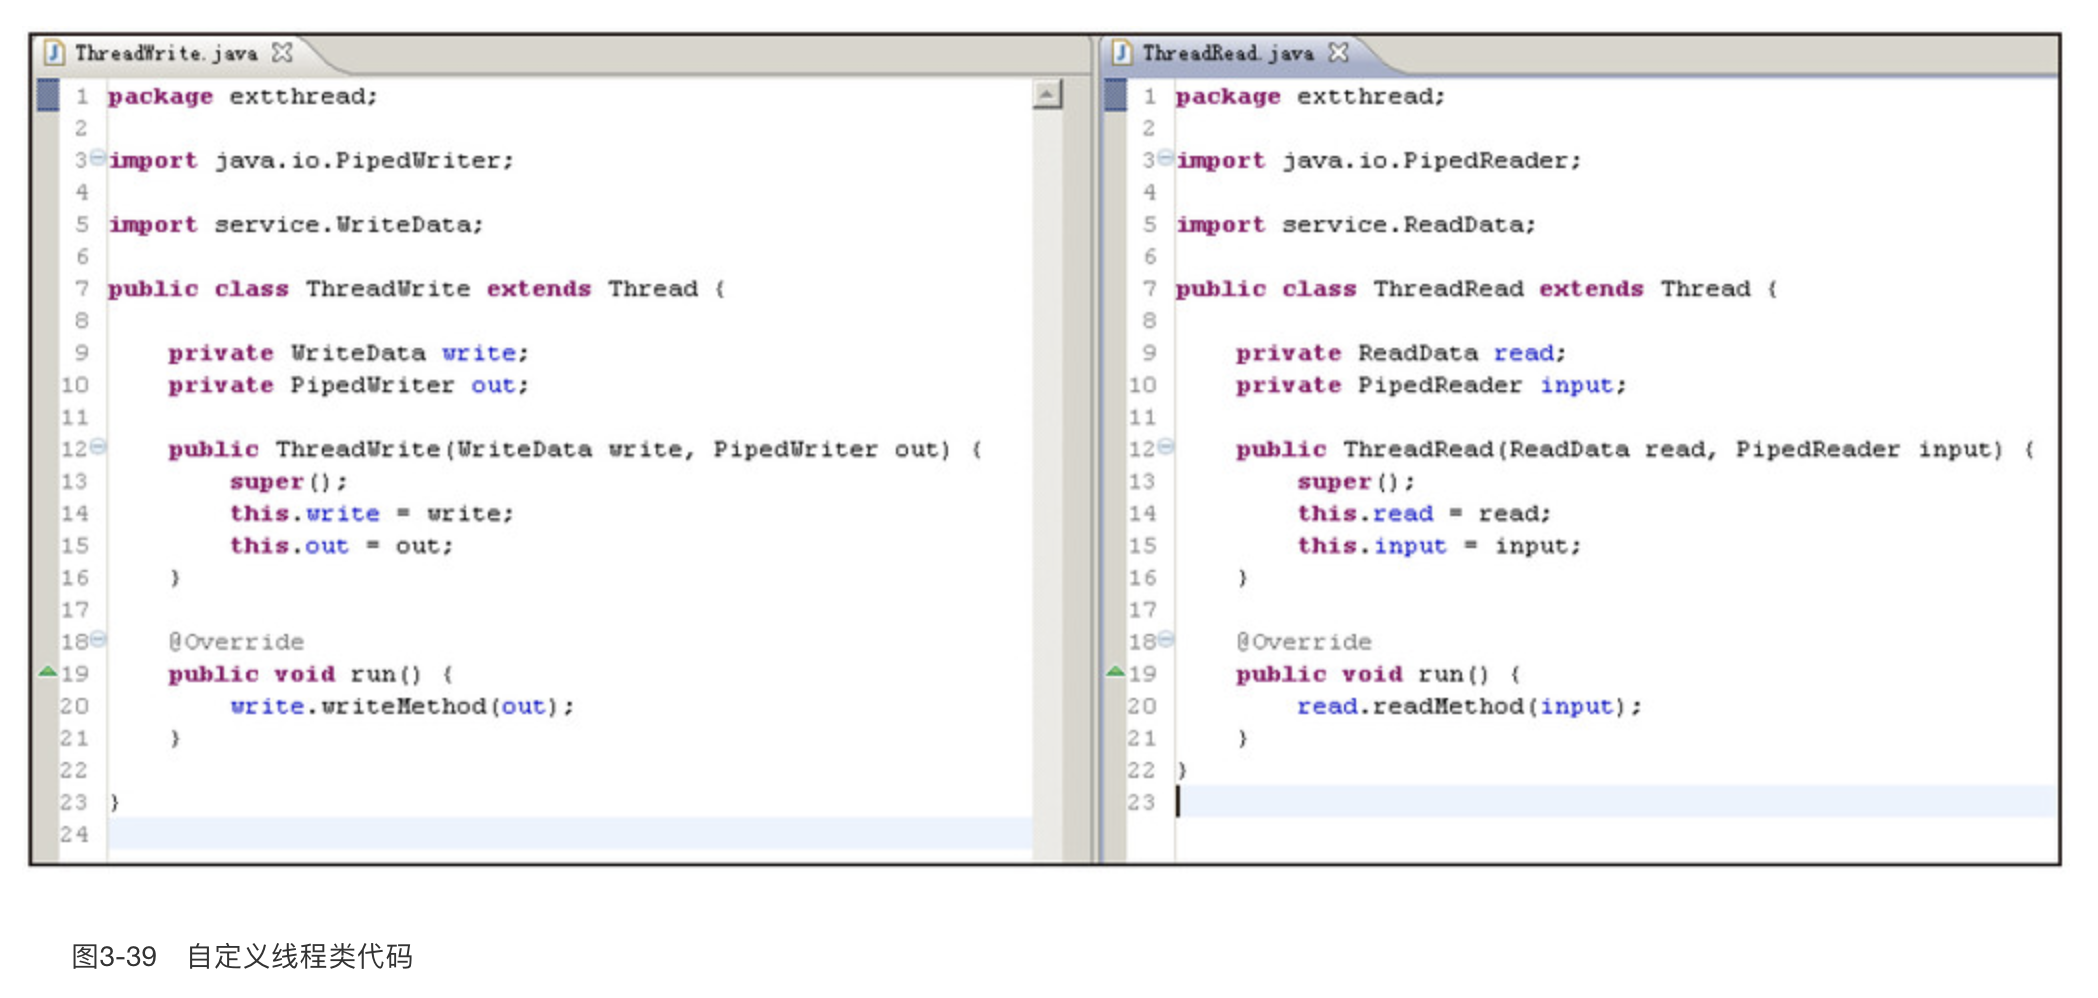 ThreadWrite.java
1 package extthread;
2
3 import java.io.PipedWriter;
4
5 import service.WriteData;
6
7 public class ThreadWrite extends Thread {
8
9     private WriteData write;
10     private PipedWriter out;
11
12     public ThreadWrite(WriteData write, PipedWriter out) {
13         super();
14         this.write = write;
15         this.out = out;
16     }
17
18     @Override
19     public void run() {
20         write.writeMethod(out);
21     }
22
23 }
24
ThreadRead.java
1 package extthread;
2
3 import java.io.PipedReader;
4
5 import service.ReadData;
6
7 public class ThreadRead extends Thread {
8
9     private ReadData read;
10     private PipedReader input;
11
12     public ThreadRead(ReadData read, PipedReader input) {
13         super();
14         this.read = read;
15         this.input = input;
16     }
17
18     @Override
19     public void run() {
20         read.readMethod(input);
21     }
22 }
23
图3-39 自定义线程类代码